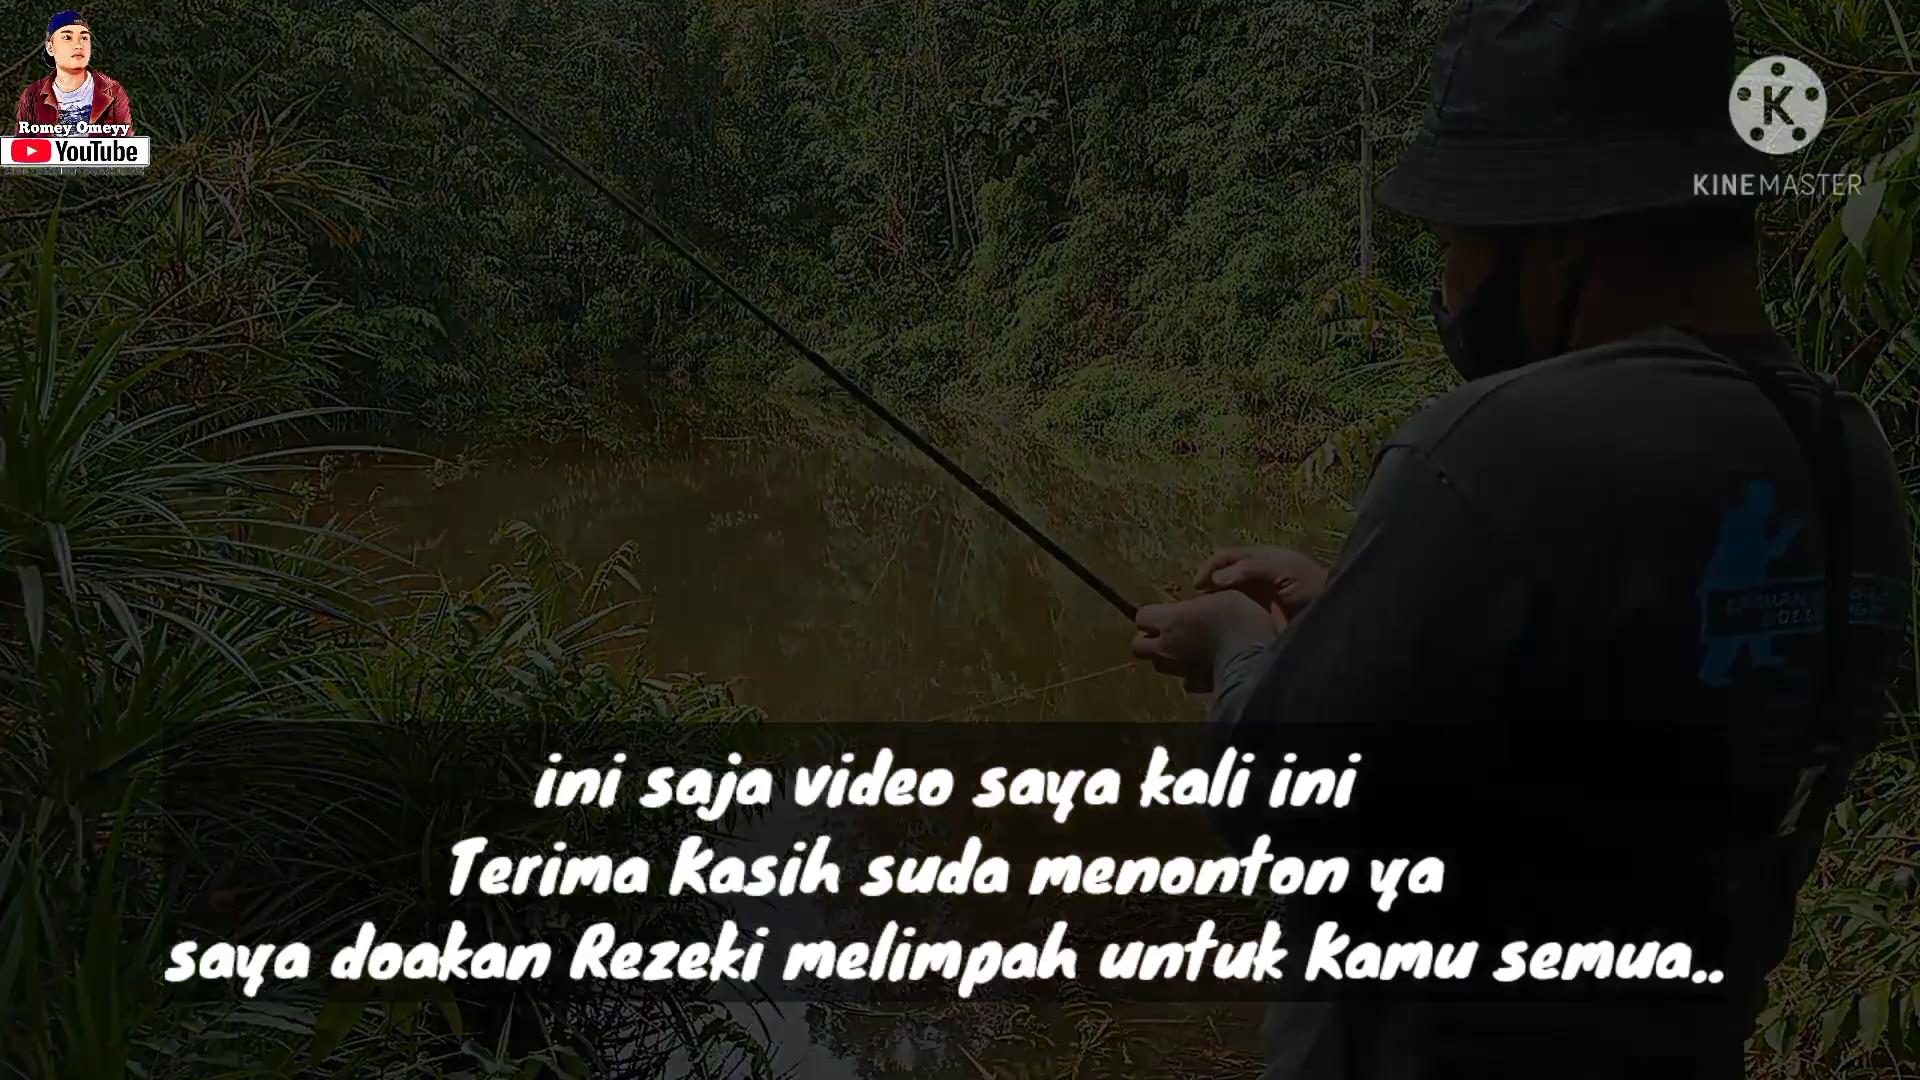 Romey Omeyy
YouTube
KINEMASTER
ini saja video saya kali ini
Terima Kasih suda menonton ya
saya doakan Rezeki melimpah untuk Kamu semua..